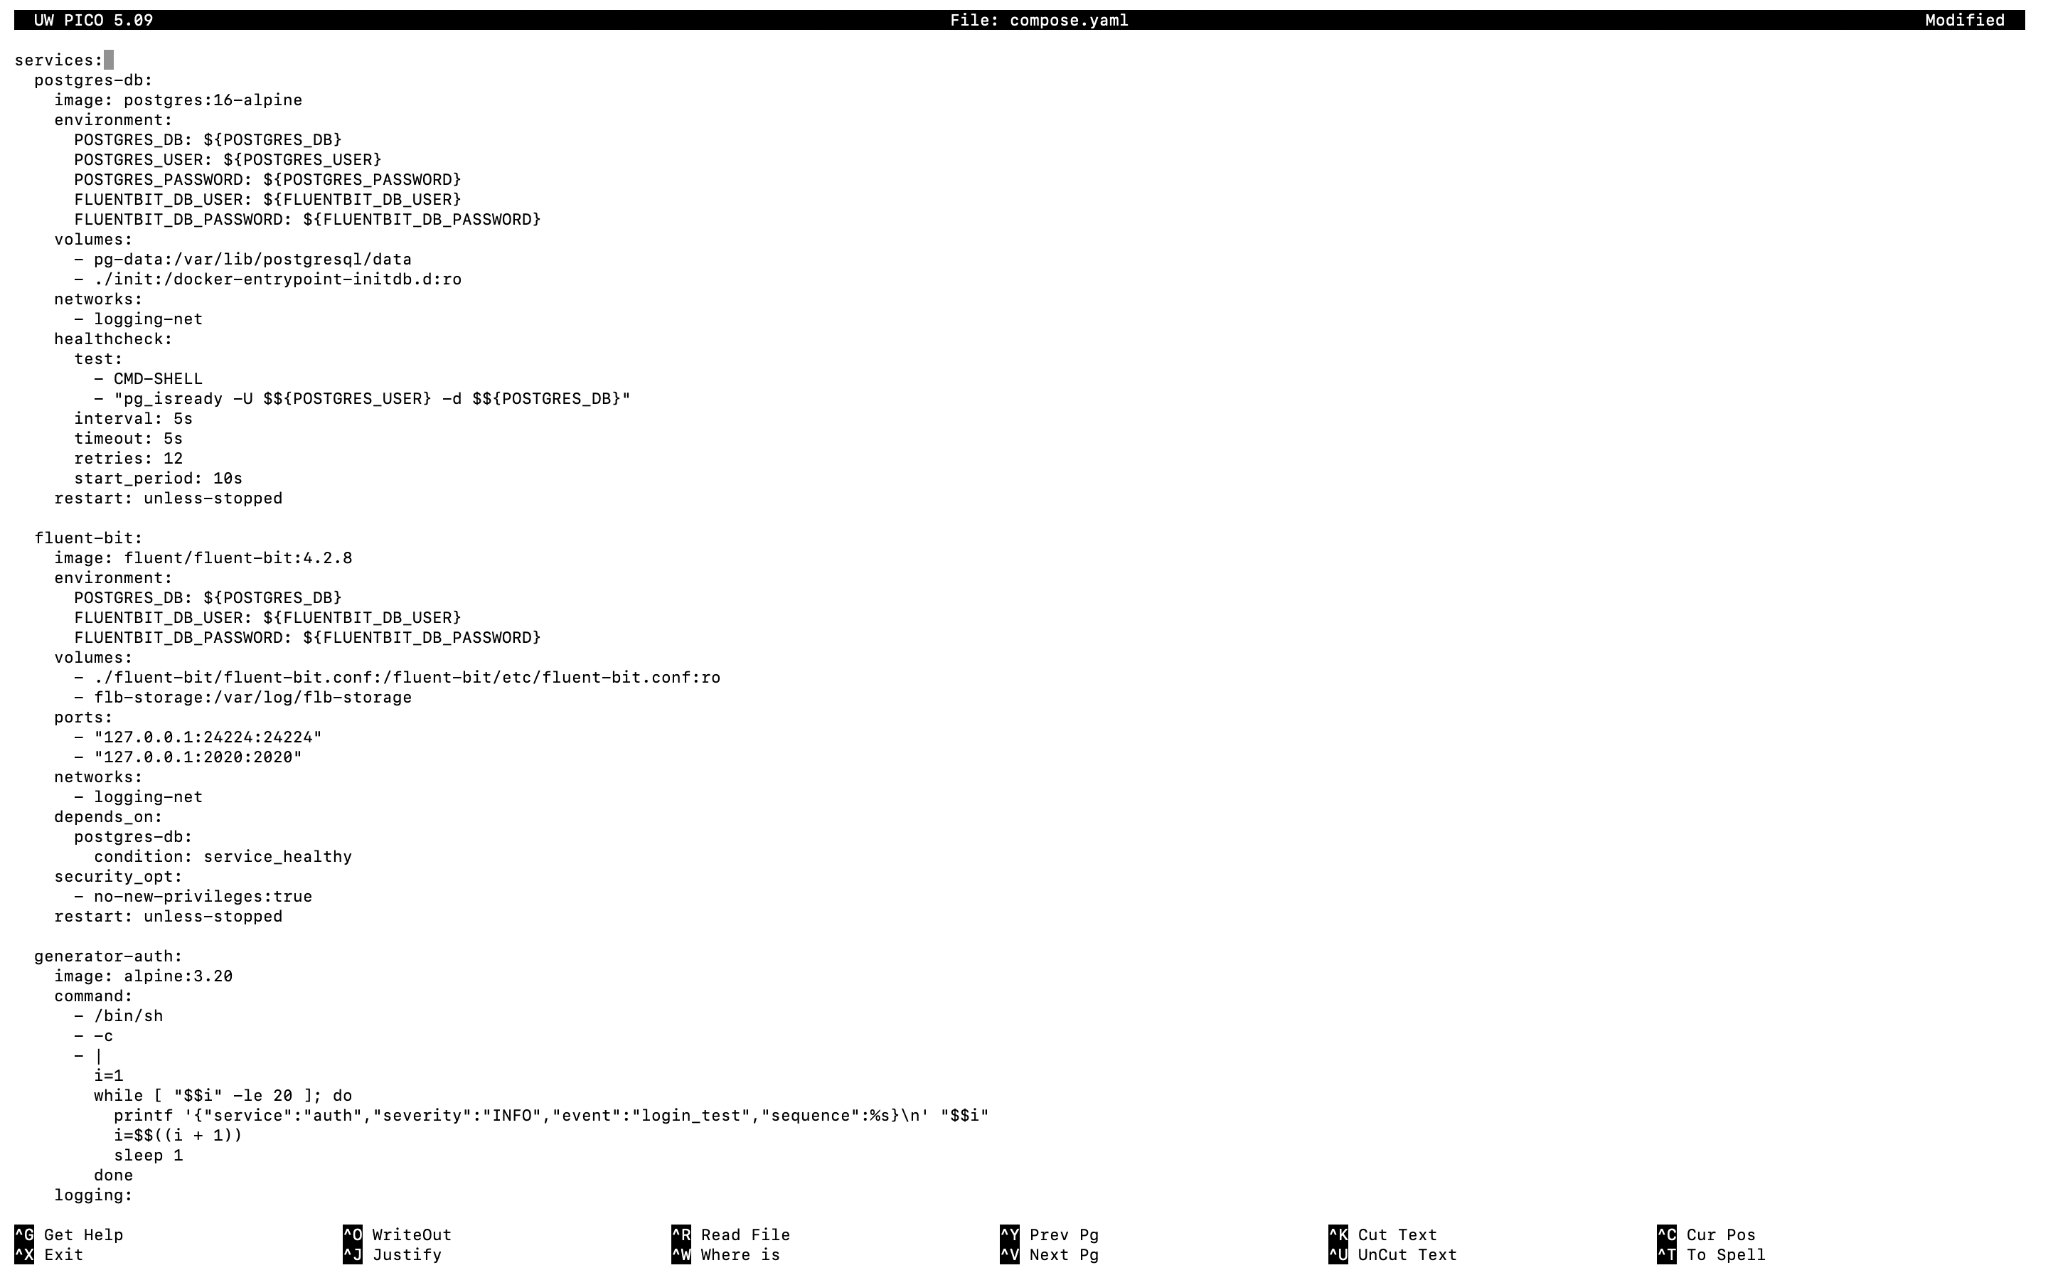 UW PICO 5.09 File: compose.yaml Modified
services:
  postgres-db:
    image: postgres:16-alpine
    environment:
      POSTGRES_DB: ${POSTGRES_DB}
      POSTGRES_USER: ${POSTGRES_USER}
      POSTGRES_PASSWORD: ${POSTGRES_PASSWORD}
      FLUENTBIT_DB_USER: ${FLUENTBIT_DB_USER}
      FLUENTBIT_DB_PASSWORD: ${FLUENTBIT_DB_PASSWORD}
    volumes:
      - pg-data:/var/lib/postgresql/data
      - ./init:/docker-entrypoint-initdb.d:ro
    networks:
      - logging-net
    healthcheck:
      test:
        - CMD-SHELL
        - "pg_isready -U $${POSTGRES_USER} -d $${POSTGRES_DB}"
      interval: 5s
      timeout: 5s
      retries: 12
      start_period: 10s
    restart: unless-stopped

  fluent-bit:
    image: fluent/fluent-bit:4.2.8
    environment:
      POSTGRES_DB: ${POSTGRES_DB}
      FLUENTBIT_DB_USER: ${FLUENTBIT_DB_USER}
      FLUENTBIT_DB_PASSWORD: ${FLUENTBIT_DB_PASSWORD}
    volumes:
      - ./fluent-bit/fluent-bit.conf:/fluent-bit/etc/fluent-bit.conf:ro
      - flb-storage:/var/log/flb-storage
    ports:
      - "127.0.0.1:24224:24224"
      - "127.0.0.1:2020:2020"
    networks:
      - logging-net
    depends_on:
      postgres-db:
        condition: service_healthy
    security_opt:
      - no-new-privileges:true
    restart: unless-stopped

  generator-auth:
    image: alpine:3.20
    command:
      - /bin/sh
      - -c
      - |
        i=1
        while [ "$$i" -le 20 ]; do
          printf '{"service":"auth","severity":"INFO","event":"login_test","sequence":%s}\n' "$$i"
          i=$$((i + 1))
          sleep 1
        done
    logging:
^G Get Help ^O WriteOut ^R Read File ^Y Prev Pg ^K Cut Text ^C Cur Pos
^X Exit ^J Justify ^W Where is ^V Next Pg ^U UnCut Text ^T To Spell